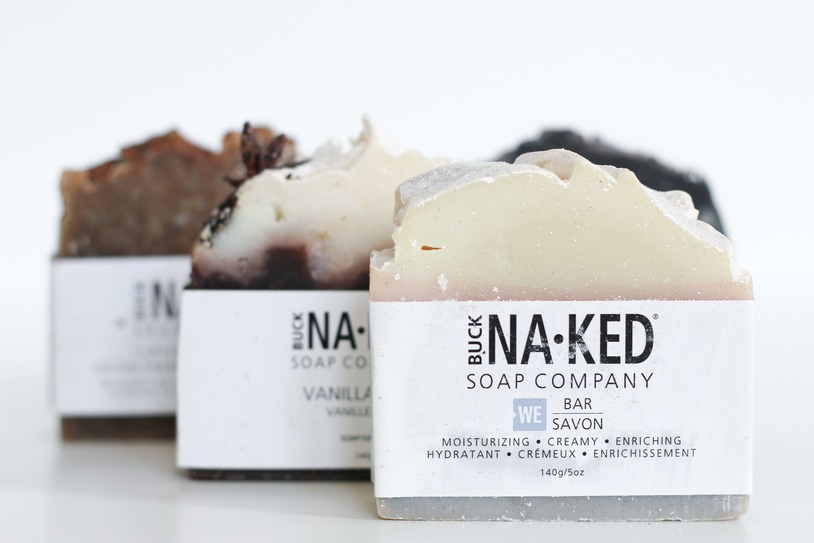 BUCK NA•KED®
SOAP COMPANY
WE BAR
SAVON
MOISTURIZING • CREAMY • ENRICHING
HYDRATANT • CRÉMEUX • ENRICHISSEMENT
140g/5oz
BUCK NA•
SOAP CO
VANILLA
VANILLE